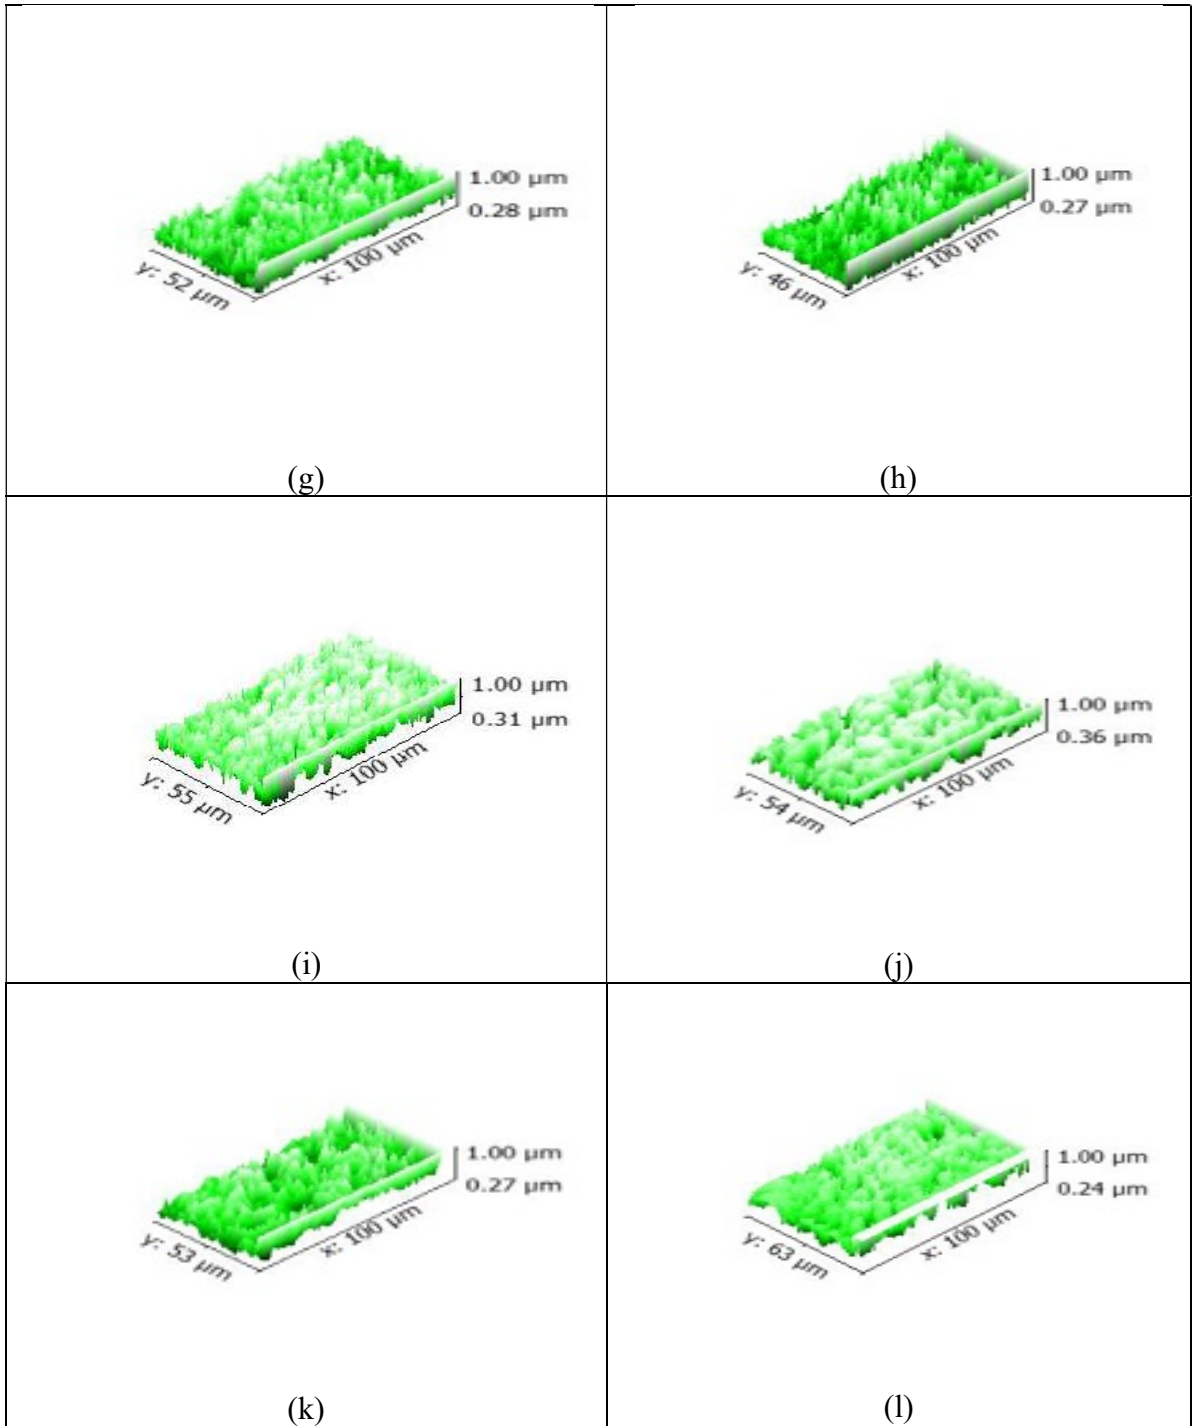 1.00 µm
0.28 µm
x: 100 µm
y: 52 µm
(g)
1.00 µm
0.27 µm
x: 100 µm
y: 46 µm
(h)
1.00 µm
0.31 µm
x: 100 µm
y: 55 µm
(i)
1.00 µm
0.36 µm
x: 100 µm
y: 54 µm
(j)
1.00 µm
0.27 µm
x: 100 µm
y: 53 µm
(k)
1.00 µm
0.24 µm
x: 100 µm
y: 63 µm
(l)